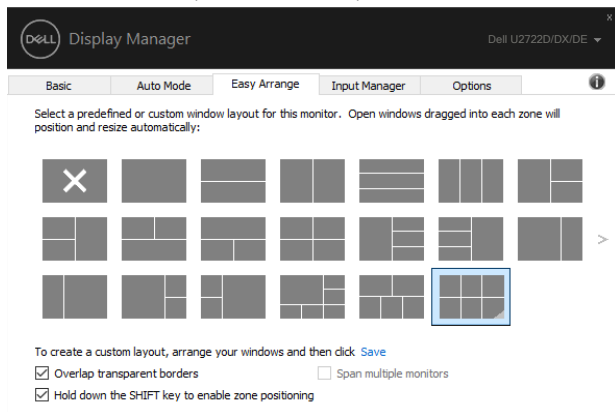 x
DELL Display Manager Dell U2722D/DX/DE
Basic Auto Mode Easy Arrange Input Manager Options i
Select a predefined or custom window layout for this monitor. Open windows dragged into each zone will
position and resize automatically:
>
To create a custom layout, arrange your windows and then click Save
Overlap transparent borders Span multiple monitors
Hold down the SHIFT key to enable zone positioning